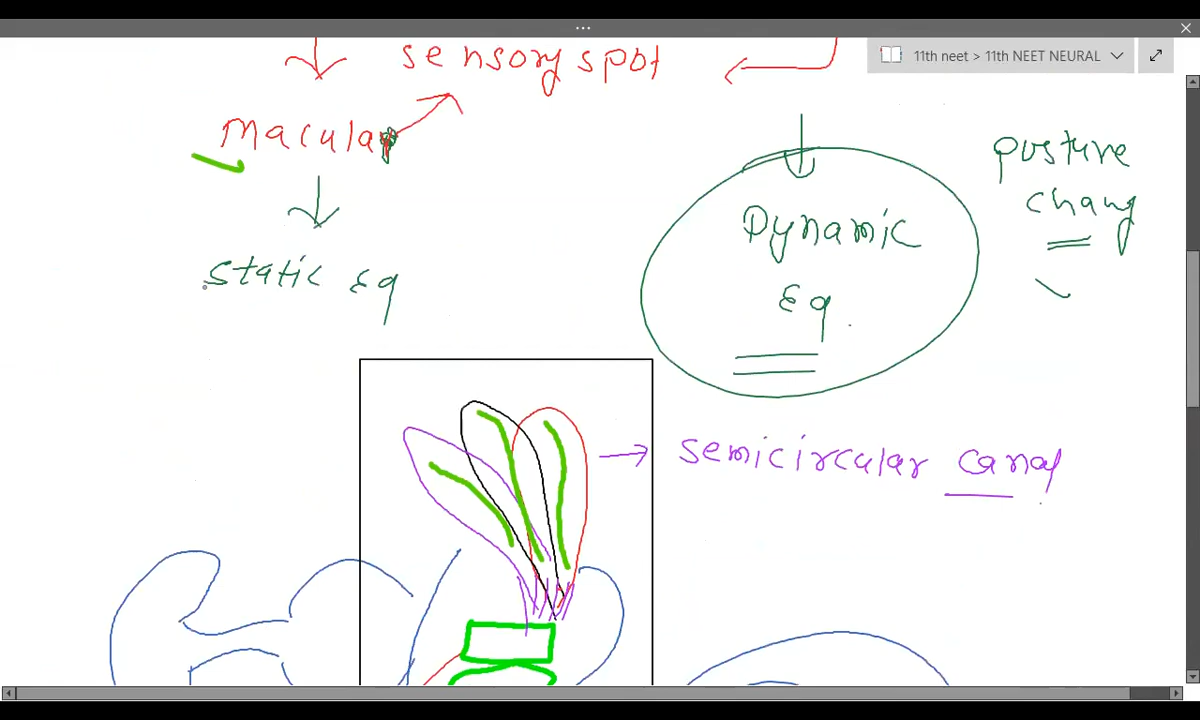 11th neet > 11th NEET NEURAL
sensory spot
macula
posture
chang
static Eq
Dynamic
Eq
semicircular canal